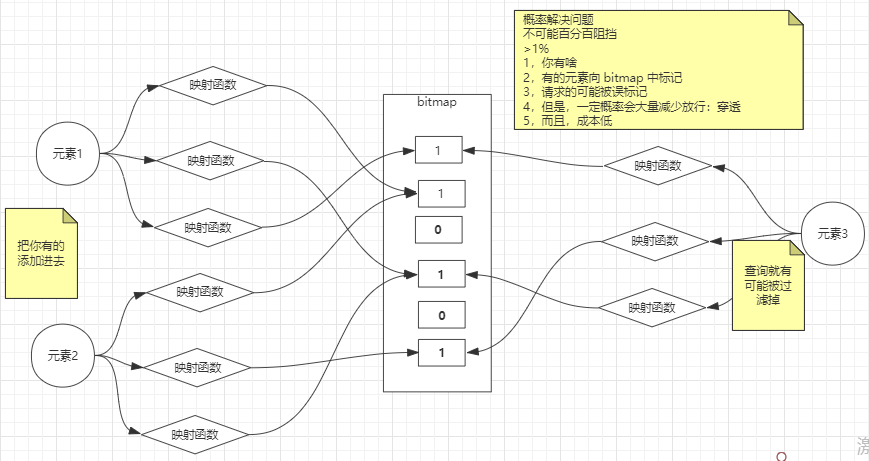 概率解决问题
不可能百分百阻挡
>1%
1，你有啥
2，有的元素向 bitmap 中标记
3，请求的可能被误标记
4，但是，一定概率会大量减少放行：穿透
5，而且，成本低
bitmap
映射函数
元素1
映射函数
映射函数
1
1
0
1
0
1
映射函数
映射函数
映射函数
元素3
把你有的
添加进去
查询就有
可能被过
滤掉
映射函数
元素2
映射函数
映射函数
激